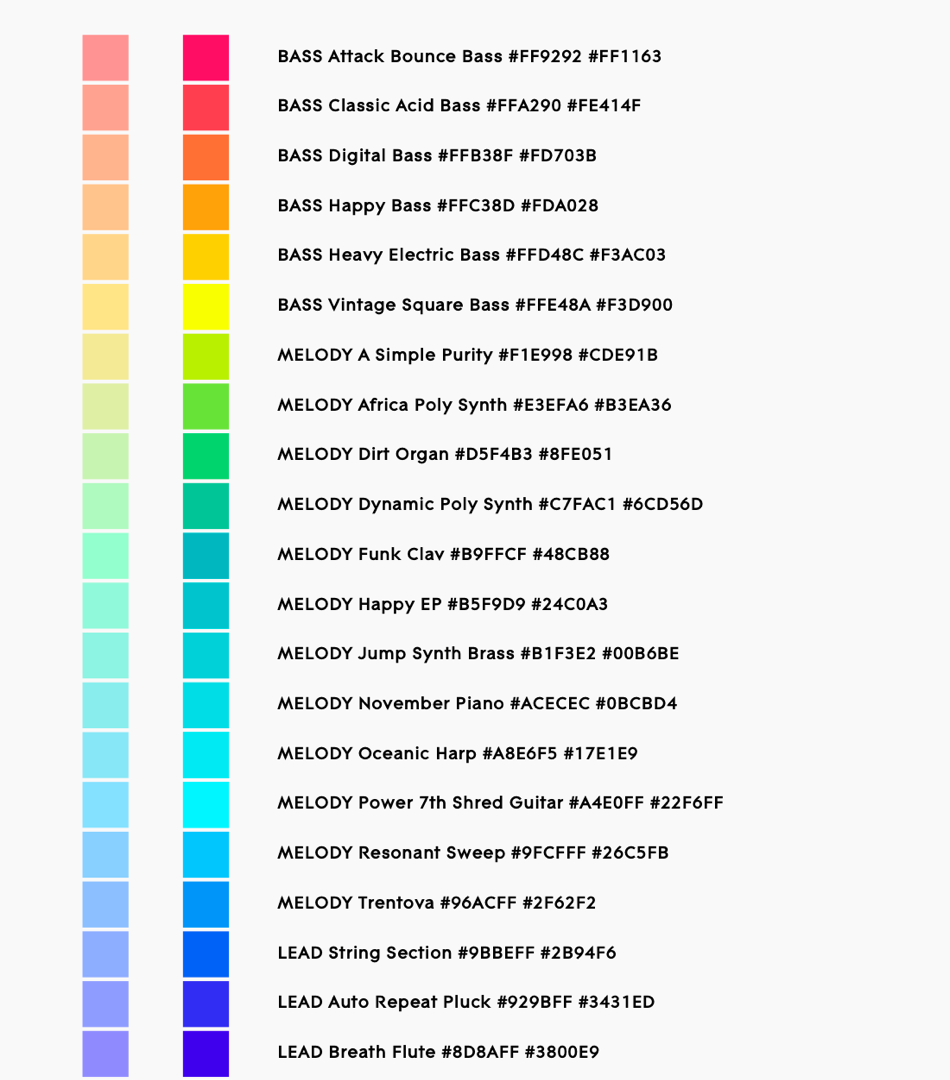 BASS Attack Bounce Bass #FF9292 #FF1163
BASS Classic Acid Bass #FFA290 #FE414F
BASS Digital Bass #FFB38F #FD703B
BASS Happy Bass #FFC38D #FDA028
BASS Heavy Electric Bass #FFD48C #F3AC03
BASS Vintage Square Bass #FFE48A #F3D900
MELODY A Simple Purity #F1E998 #CDE91B
MELODY Africa Poly Synth #E3EFA6 #B3EA36
MELODY Dirt Organ #D5F4B3 #8FE051
MELODY Dynamic Poly Synth #C7FAC1 #6CD56D
MELODY Funk Clav #B9FFCF #48CB88
MELODY Happy EP #B5F9D9 #24C0A3
MELODY Jump Synth Brass #B1F3E2 #00B6BE
MELODY November Piano #ACECEC #0BCBD4
MELODY Oceanic Harp #A8E6F5 #17E1E9
MELODY Power 7th Shred Guitar #A4E0FF #22F6FF
MELODY Resonant Sweep #9FCFFF #26C5FB
MELODY Trentova #96ACFF #2F62F2
LEAD String Section #9BBEFF #2B94F6
LEAD Auto Repeat Pluck #929BFF #3431ED
LEAD Breath Flute #8D8AFF #3800E9